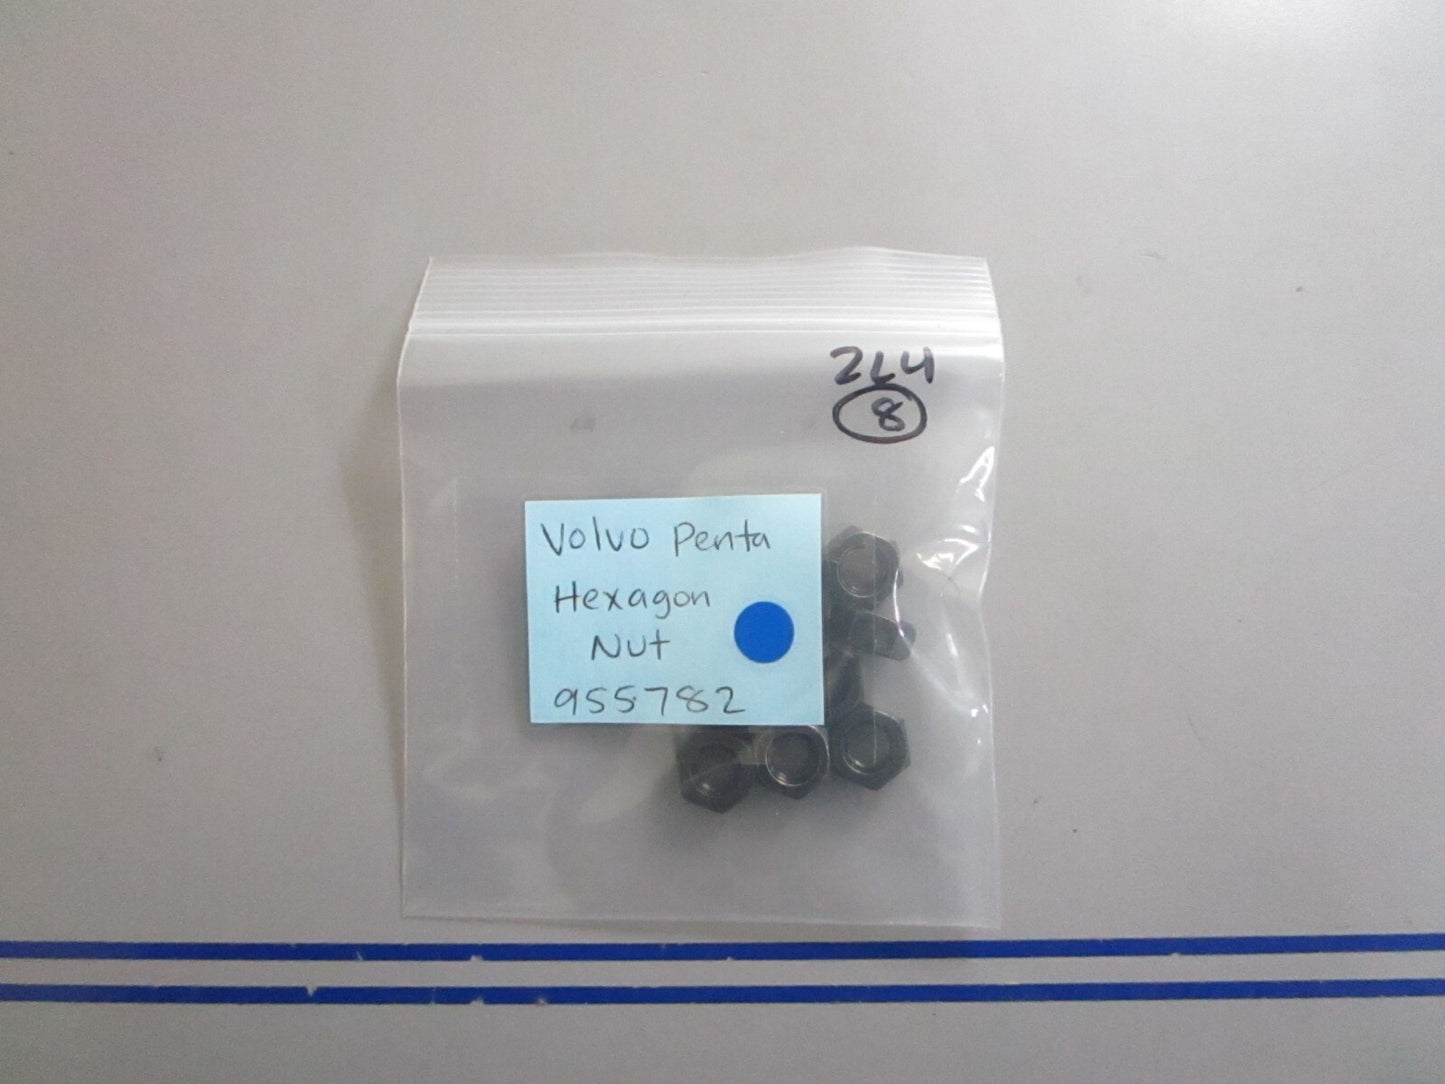 2L4
8
Volvo Penta
Hexagon
Nut
955782